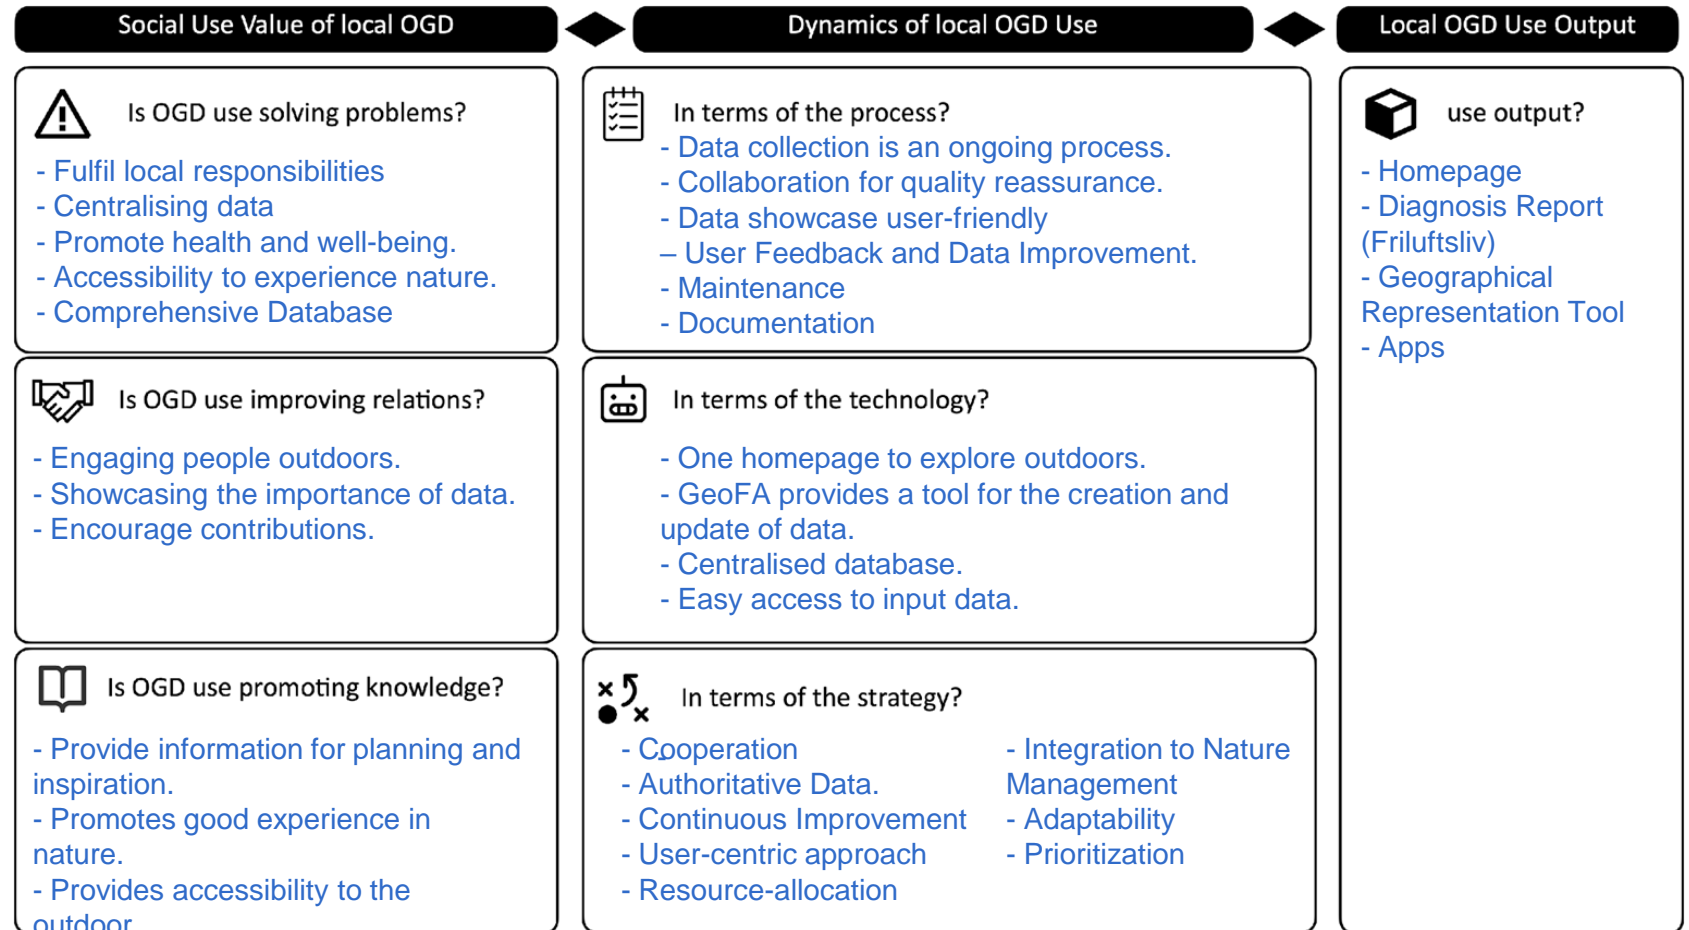 Social Use Value of local OGD
Dynamics of local OGD Use
Local OGD Use Output
Is OGD use solving problems?
- Fulfil local responsibilities
- Centralising data
- Promote health and well-being.
- Accessibility to experience nature.
- Comprehensive Database
Is OGD use improving relations?
- Engaging people outdoors.
- Showcasing the importance of data.
- Encourage contributions.
Is OGD use promoting knowledge?
- Provide information for planning and
inspiration.
- Promotes good experience in
nature.
- Provides accessibility to the
outdoor
In terms of the process?
- Data collection is an ongoing process.
- Collaboration for quality reassurance.
- Data showcase user-friendly
– User Feedback and Data Improvement.
- Maintenance
- Documentation
In terms of the technology?
- One homepage to explore outdoors.
- GeoFA provides a tool for the creation and
update of data.
- Centralised database.
- Easy access to input data.
In terms of the strategy?
- Cooperation
-
- Authoritative Data.
- Continuous Improvement
- User-centric approach
- Resource-allocation
- Integration to Nature
Management
- Adaptability
- Prioritization
use output?
- Homepage
- Diagnosis Report
(Friluftsliv)
- Geographical
Representation Tool
- Apps